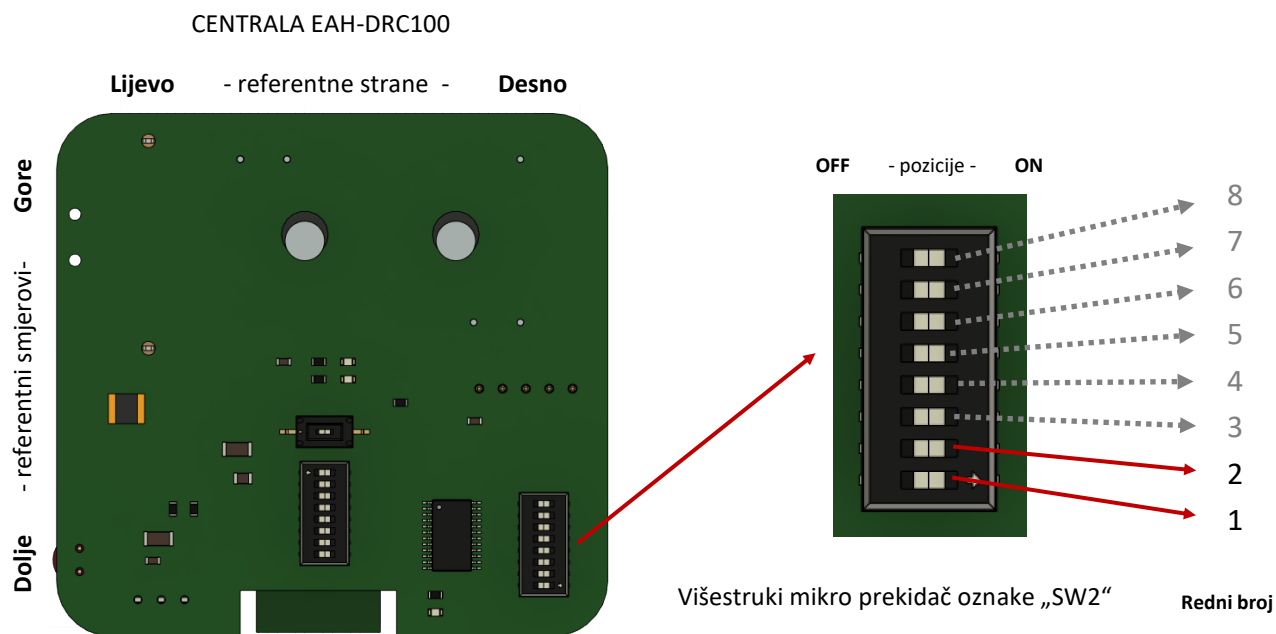 CENTRALA EAH-DRC100
Lijevo - referentne strane - Desno
Gore
- referentni smjerovi-
Dolje
OFF - pozicije - ON
8
7
6
5
4
3
2
1
Višestruki mikro prekidač oznake „SW2“
Redni broj